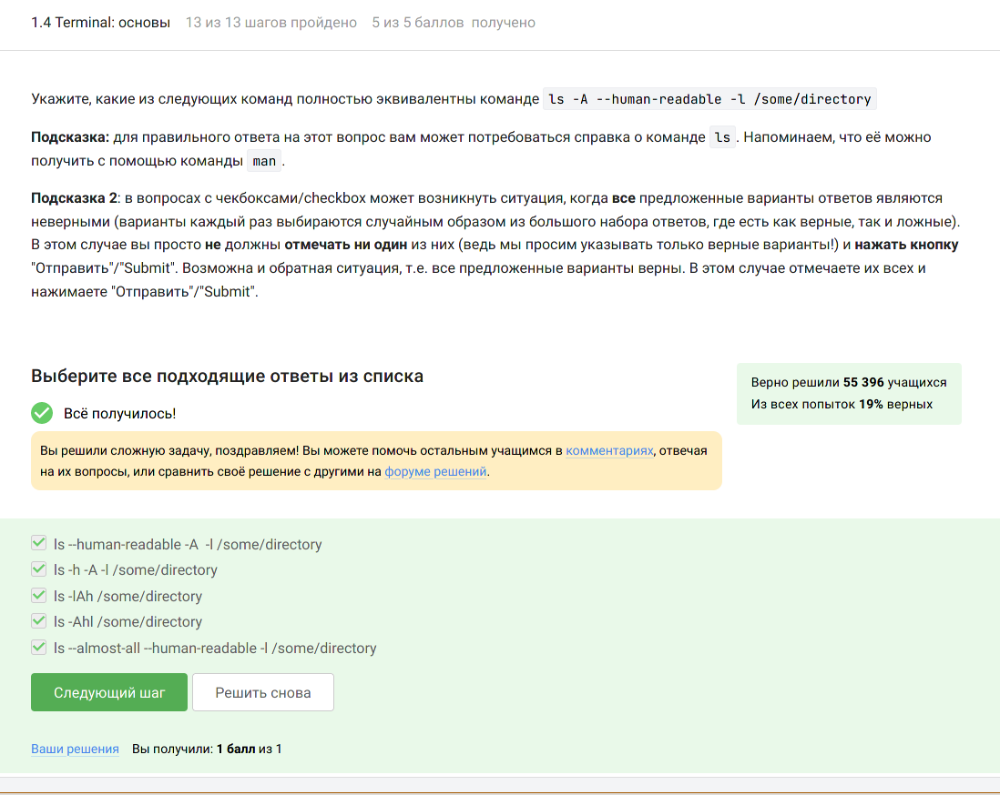 1.4 Terminal: основы 13 из 13 шагов пройдено 5 из 5 баллов получено
Укажите, какие из следующих команд полностью эквивалентны команде ls -A --human-readable -l /some/directory
Подсказка: для правильного ответа на этот вопрос вам может потребоваться справка о команде ls. Напоминаем, что её можно
получить с помощью команды man.
Подсказка 2: в вопросах с чекбоксами/checkbox может возникнуть ситуация, когда все предложенные варианты ответов являются
неверными (варианты каждый раз выбираются случайным образом из большого набора ответов, где есть как верные, так и ложные).
В этом случае вы просто не должны отмечать ни один из них (ведь мы просим указывать только верные варианты!) и нажать кнопку
"Отправить"/"Submit". Возможна и обратная ситуация, т.е. все предложенные варианты верны. В этом случае отмечаете их всех и
нажимаете "Отправить"/"Submit".
Выберите все подходящие ответы из списка
Верно решили 55 396 учащихся
Из всех попыток 19% верных
Всё получилось!
Вы решили сложную задачу, поздравляем! Вы можете помочь остальным учащимся в комментариях, отвечая
на их вопросы, или сравнить своё решение с другими на форуме решений.
ls --human-readable -A  -l /some/directory
ls -h -A -l /some/directory
ls -lAh /some/directory
ls -Ahl /some/directory
ls --almost-all --human-readable -l /some/directory
Следующий шаг Решить снова
Ваши решения Вы получили: 1 балл из 1